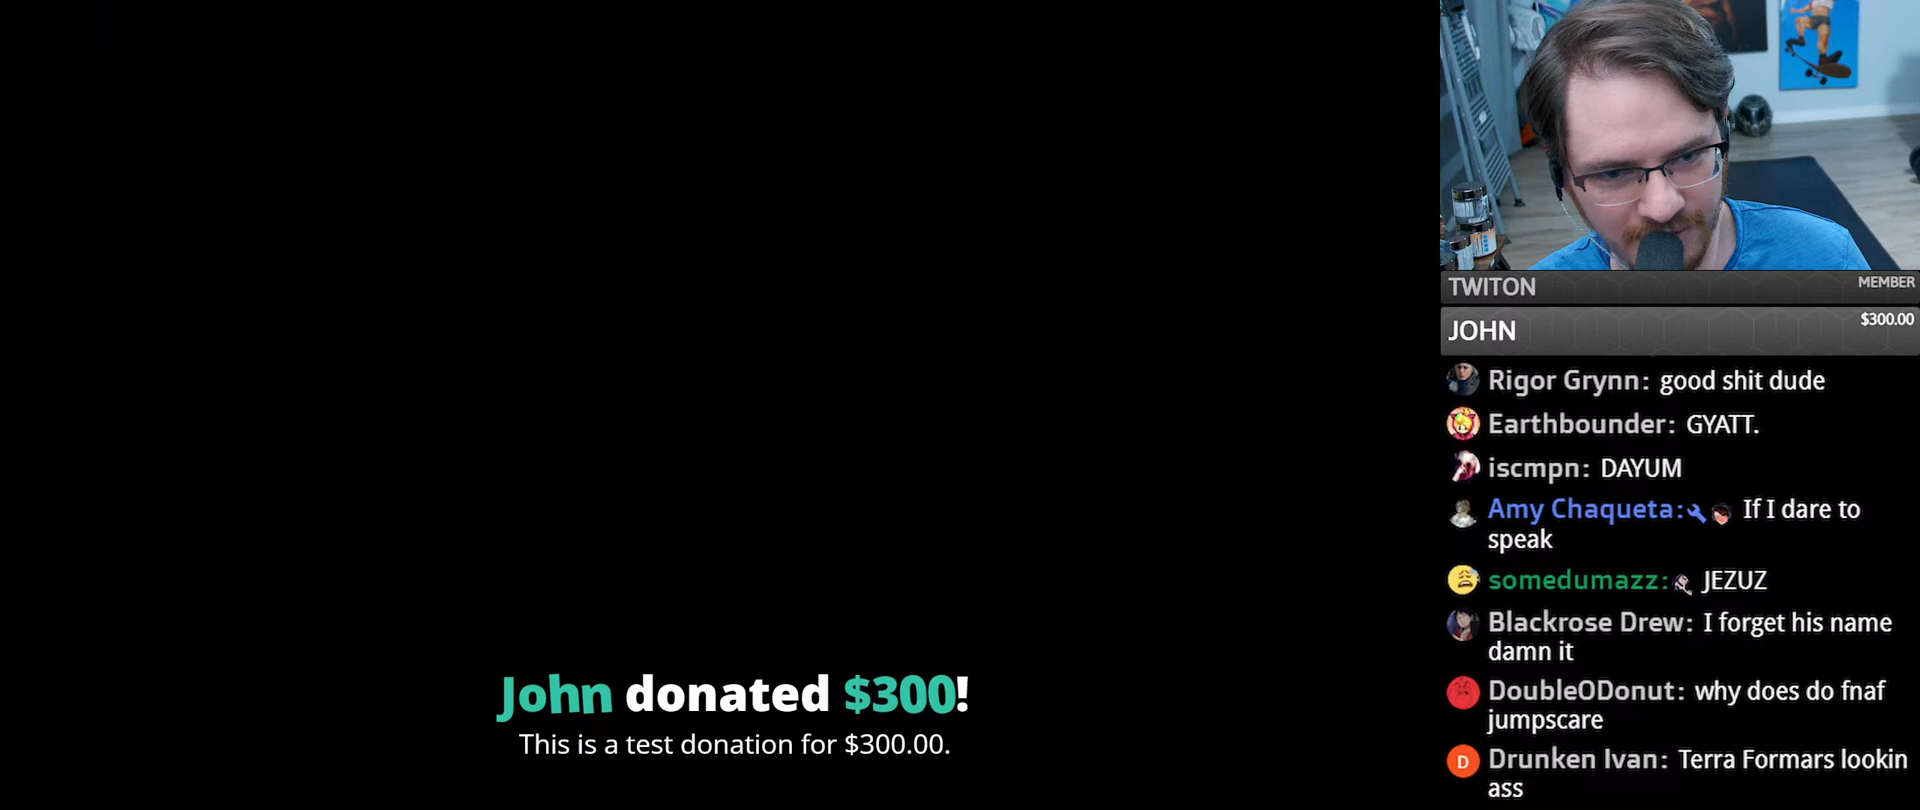 TWITON MEMBER
JOHN $300.00
Rigor Grynn: good shit dude
Earthbounder: GYATT.
iscmpn: DAYUM
Amy Chaqueta: If I dare to
speak
somedumazz: JEZUZ
Blackrose Drew: I forget his name
damn it
DoubleODonut: why does do fnaf
jumpscare
D Drunken Ivan: Terra Formars lookin
ass
John donated $300!
This is a test donation for $300.00.